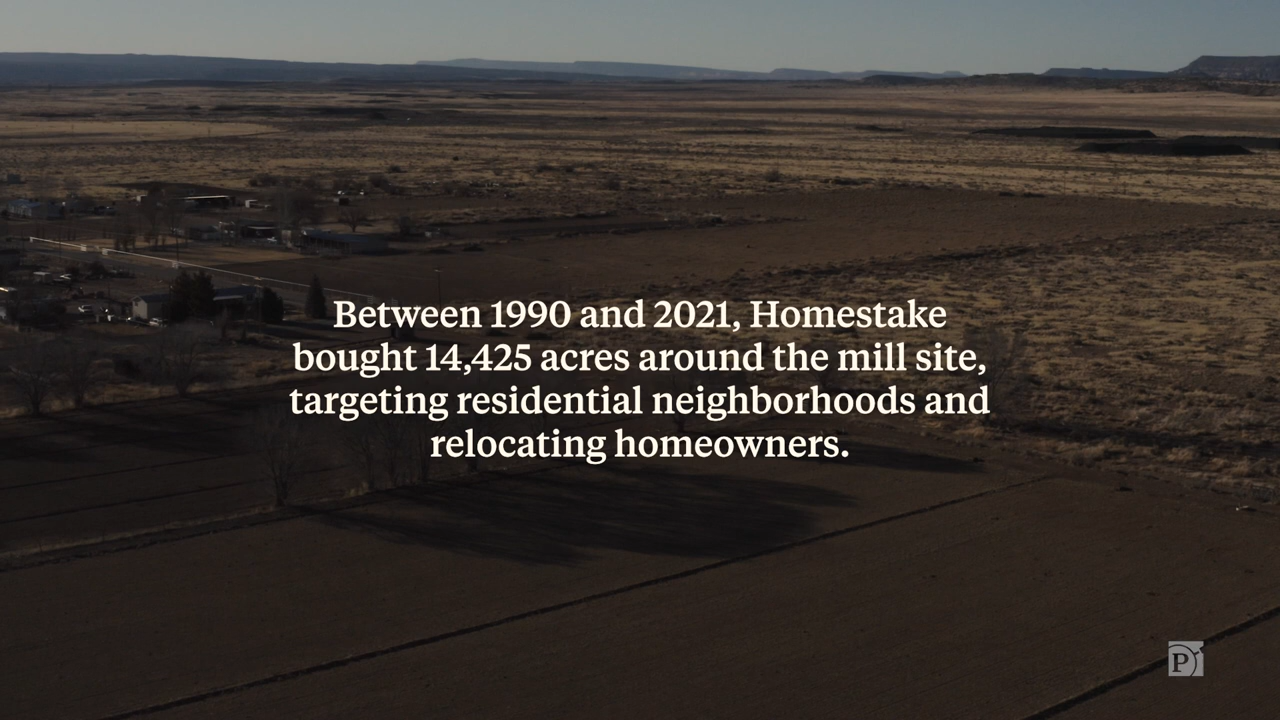 Between 1990 and 2021, Homestake
bought 14,425 acres around the mill site,
targeting residential neighborhoods and
relocating homeowners.
P